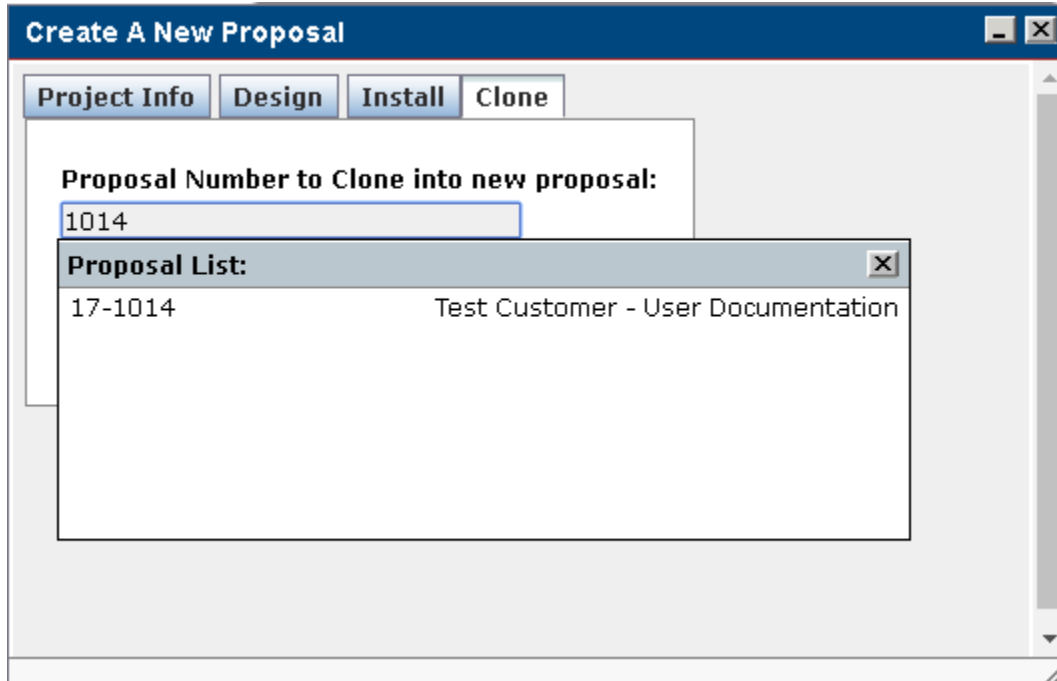 Create A New Proposal
Project Info Design Install Clone
Proposal Number to Clone into new proposal:
1014
Proposal List:
17-1014 Test Customer - User Documentation